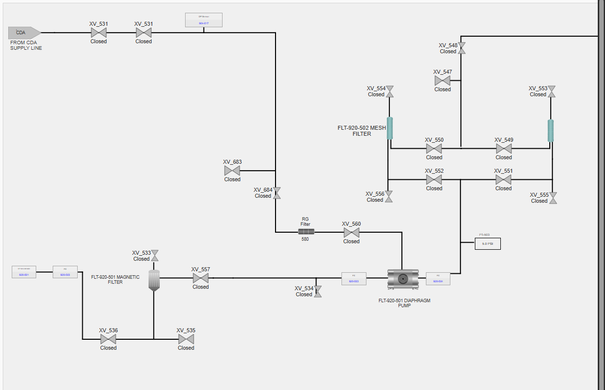 XV_531
XV_531
CDA
Closed
Closed
FROM CDA
SUPPLY LINE
XV_548
Closed
XV_547
Closed
XV_554
Closed
XV_553
Closed
FLT-920-502 MESH
FILTER
XV_550
Closed
XV_549
Closed
XV_683
Closed
XV_552
Closed
XV_551
Closed
XV_684
Closed
XV_556
Closed
XV_555
Closed
RG
Filter
XV_560
Closed
XV_533
Closed
XV_557
Closed
FLT-920-501 MAGNETIC
FILTER
XV_534
Closed
FLT-920-501 DIAPHRAGM
PUMP
XV_536
Closed
XV_535
Closed